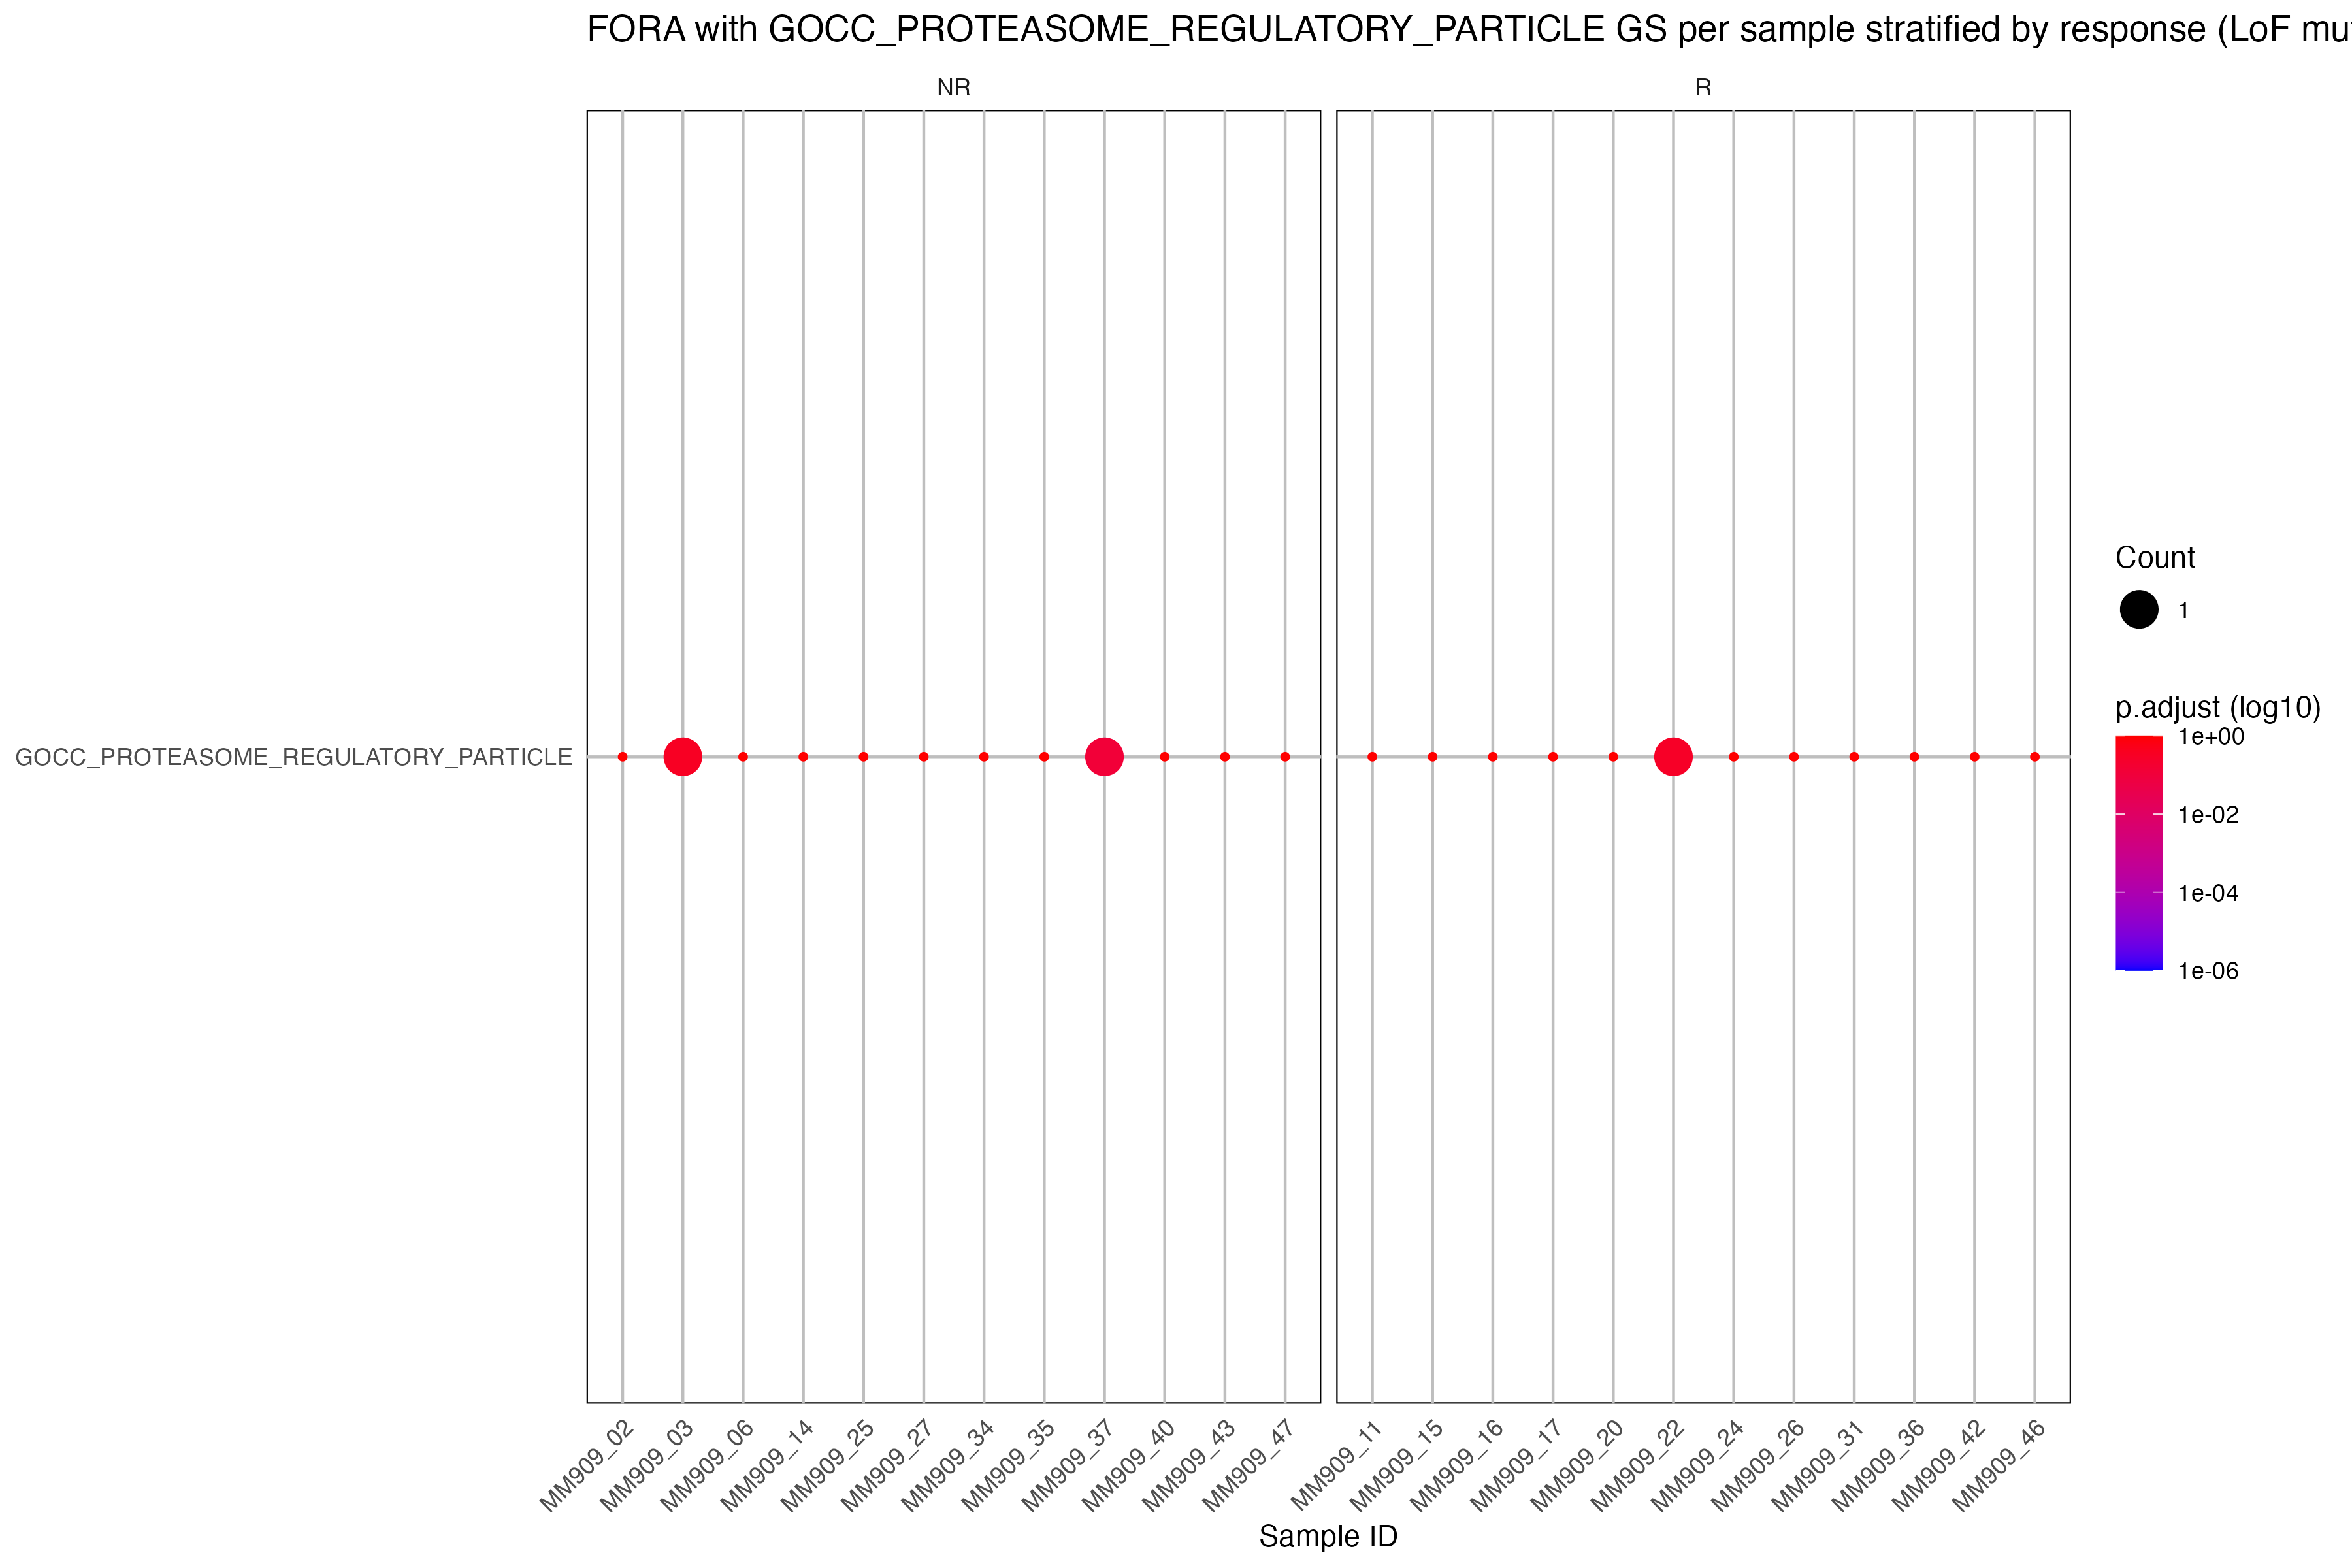 FORA with GOCC_PROTEASOME_REGULATORY_PARTICLE GS per sample stratified by response (LoF
NR
R
GOCC_PROTEASOME_REGULATORY_PARTICLE
Count
1
p.adjust (log10)
1e+00
1e-02
1e-04
1e-06
MM909_02
MM909_03
MM909_06
MM909_14
MM909_25
MM909_27
MM909_34
MM909_35
MM909_37
MM909_40
MM909_43
MM909_47
MM909_11
MM909_15
MM909_16
MM909_17
MM909_20
MM909_22
MM909_24
MM909_26
MM909_31
MM909_36
MM909_42
MM909_46
Sample ID